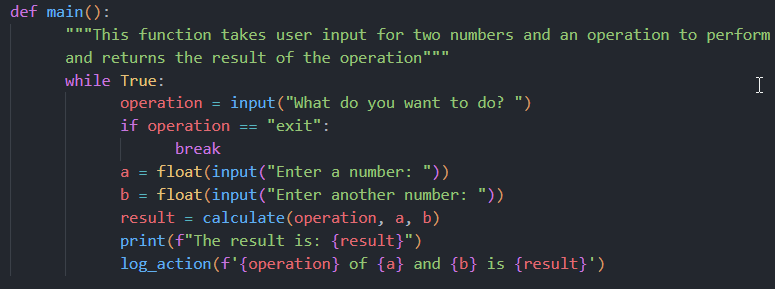 def main():
"""This function takes user input for two numbers and an operation to perform
and returns the result of the operation"""
while True:
operation = input("What do you want to do? ")
if operation == "exit":
break
a = float(input("Enter a number: "))
b = float(input("Enter another number: "))
result = calculate(operation, a, b)
print(f"The result is: {result}")
log_action(f'{operation} of {a} and {b} is {result}')